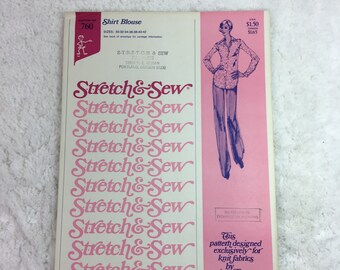 760
Shirt Blouse
STRETCH & SEW
$1.50
Stretch & Sew
Stretch & Sew
Stretch & Sew
Stretch & Sew
Stretch & Sew
Stretch & Sew
Stretch & Sew
Stretch & Sew
Stretch & Sew
This
pattern designed
exclusively for
knit fabrics
by